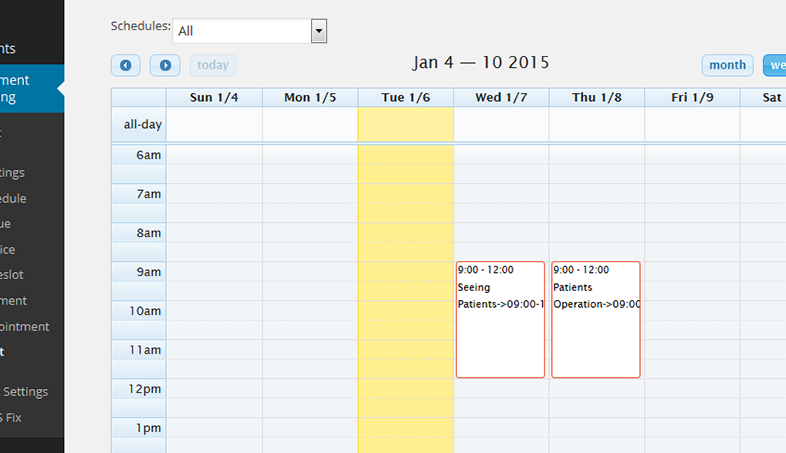 Schedules: All
nts
ment
ng
today
Jan 4 — 10 2015
month
we
Sun 1/4 Mon 1/5 Tue 1/6 Wed 1/7 Thu 1/8 Fri 1/9 Sat
all-day
6am
7am
8am
9am
10am
11am
12pm
1pm
9:00 - 12:00
Seeing
Patients->09:00-1
9:00 - 12:00
Patients
Operation->09:00
t
tings
edule
ue
ice
eslot
ment
ointment
t
Settings
S Fix